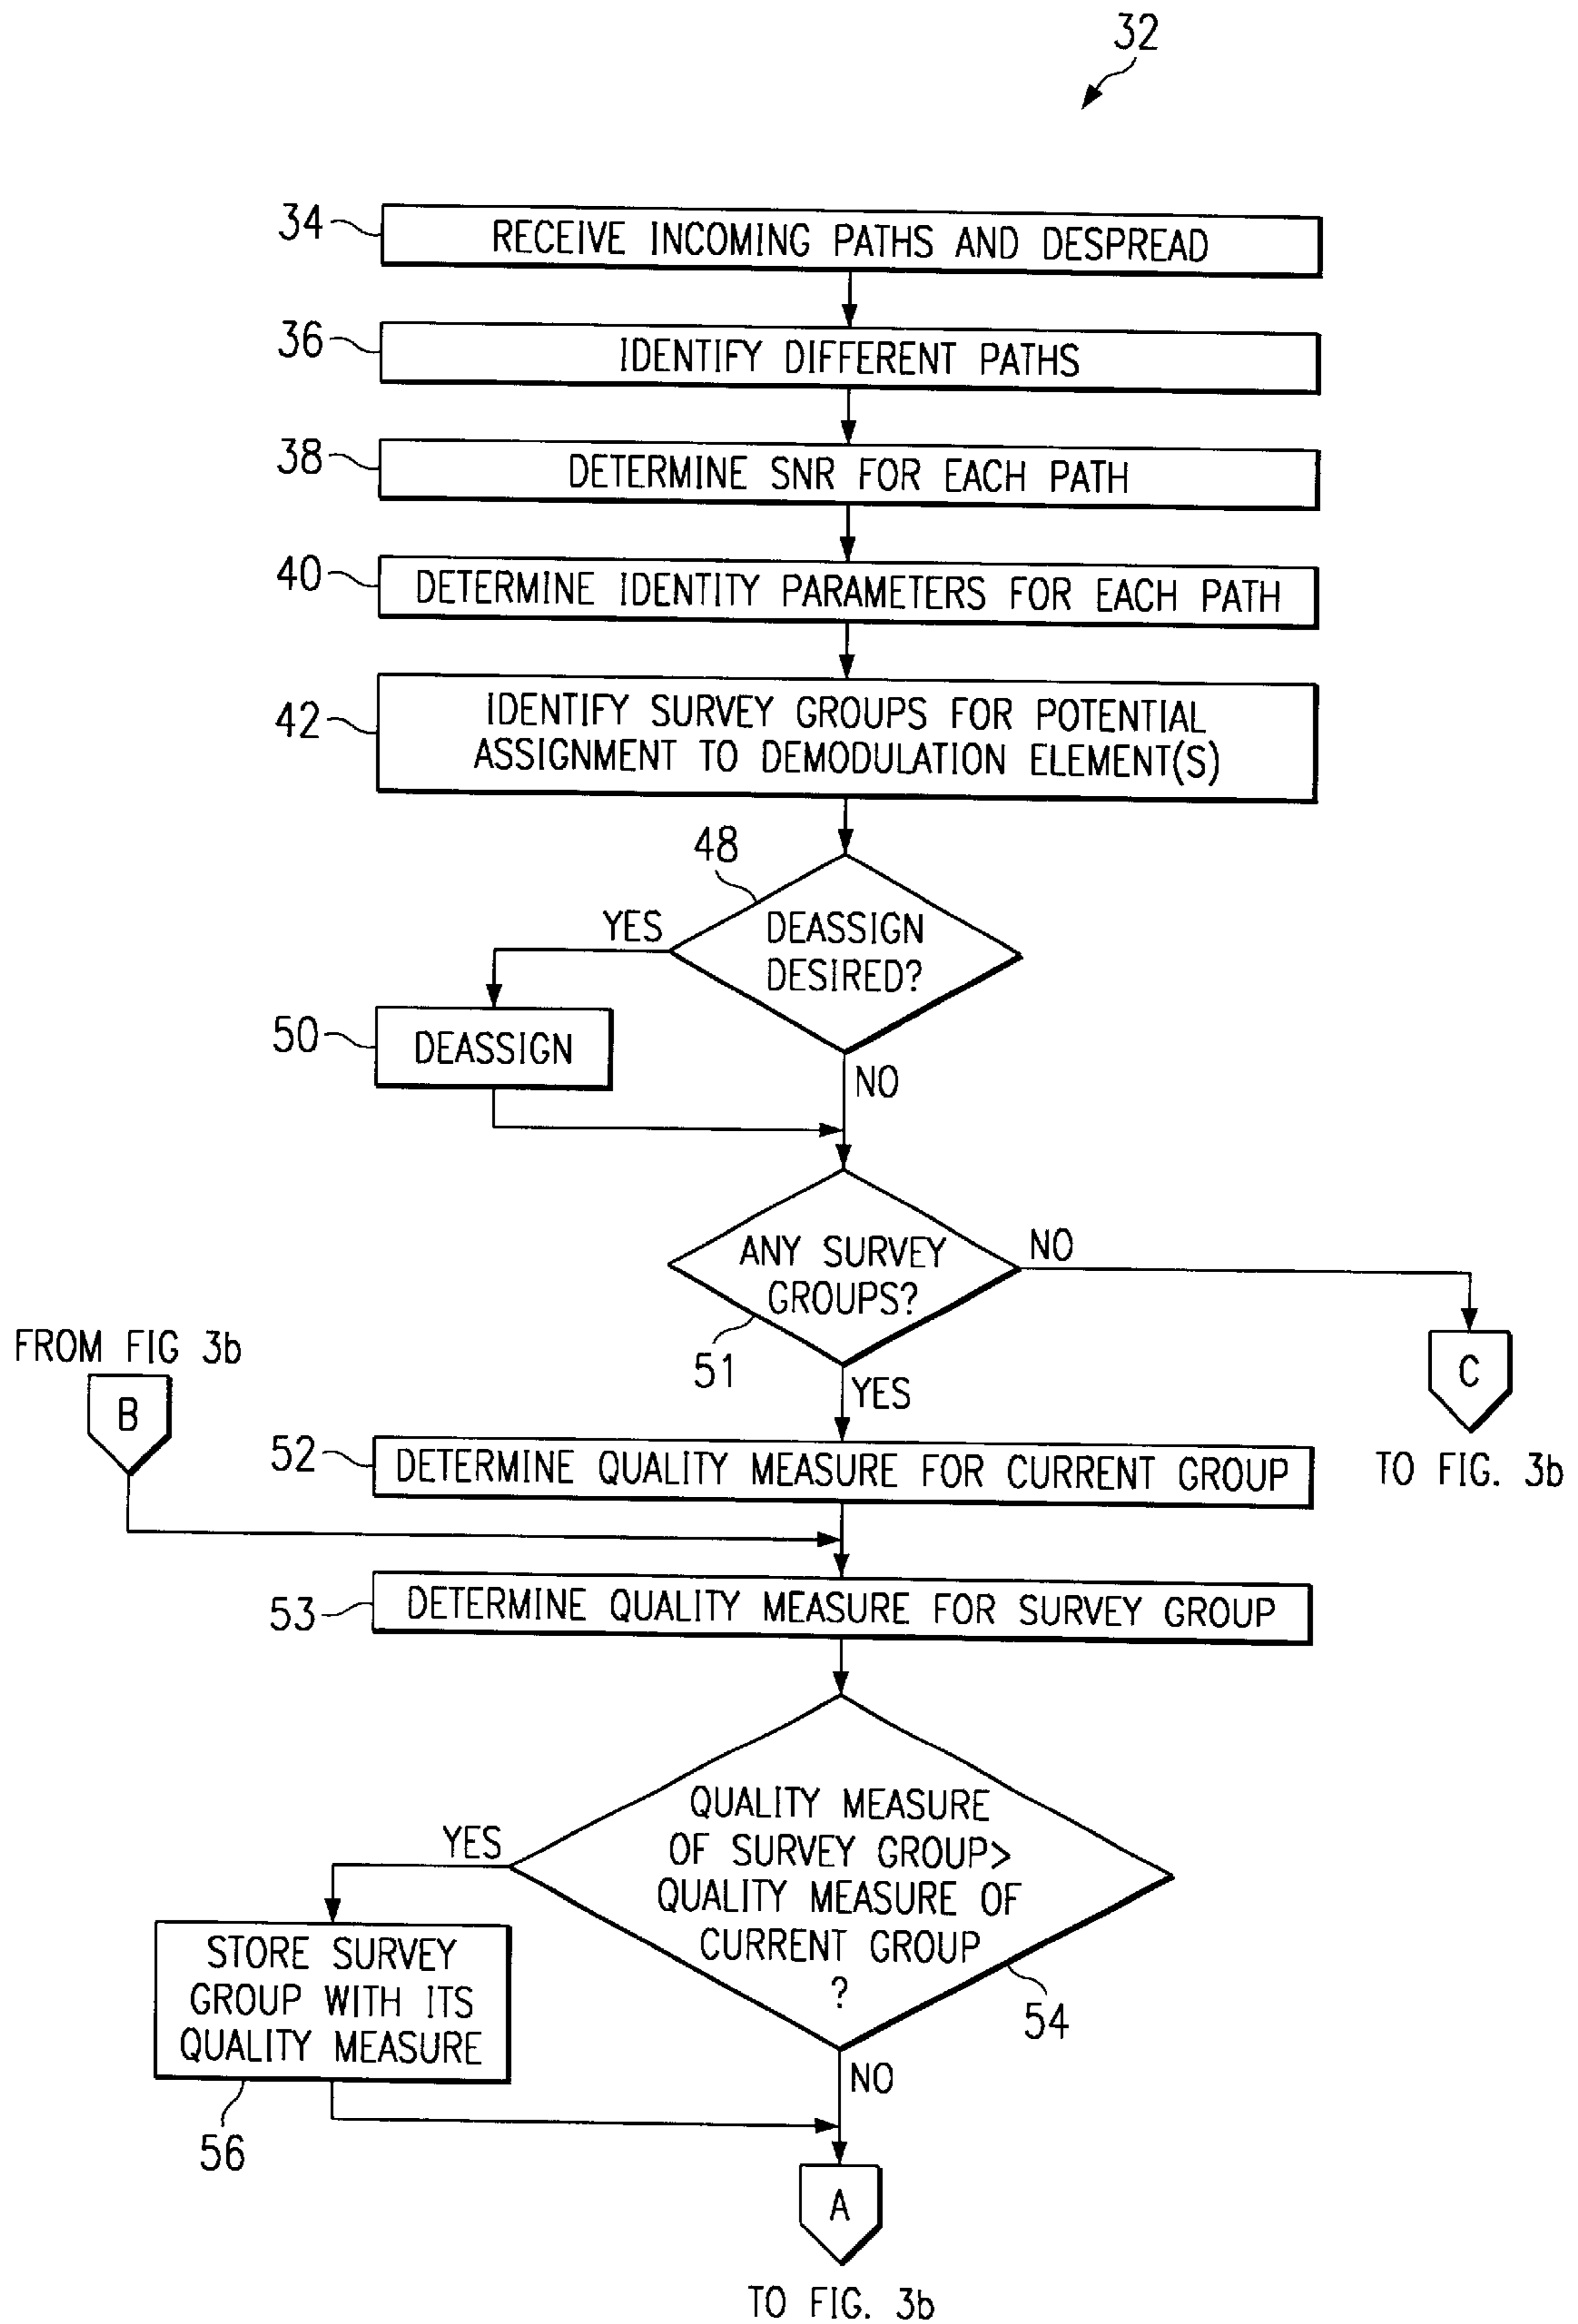 32
34
RECEIVE INCOMING PATHS AND DESPREAD
36
IDENTIFY DIFFERENT PATHS
38
DETERMINE SNR FOR EACH PATH
40
DETERMINE IDENTITY PARAMETERS FOR EACH PATH
42
IDENTIFY SURVEY GROUPS FOR POTENTIAL
ASSIGNMENT TO DEMODULATION ELEMENT(S)
48
YES
DEASSIGN
DESIRED?
50
DEASSIGN
NO
ANY SURVEY
GROUPS?
NO
51
FROM FIG 3b
B
YES
C
TO FIG. 3b
52
DETERMINE QUALITY MEASURE FOR CURRENT GROUP
53
DETERMINE QUALITY MEASURE FOR SURVEY GROUP
YES
QUALITY MEASURE
OF SURVEY GROUP>
QUALITY MEASURE OF
CURRENT GROUP
?
54
STORE SURVEY
GROUP WITH ITS
QUALITY MEASURE
56
NO
A
TO FIG. 3b